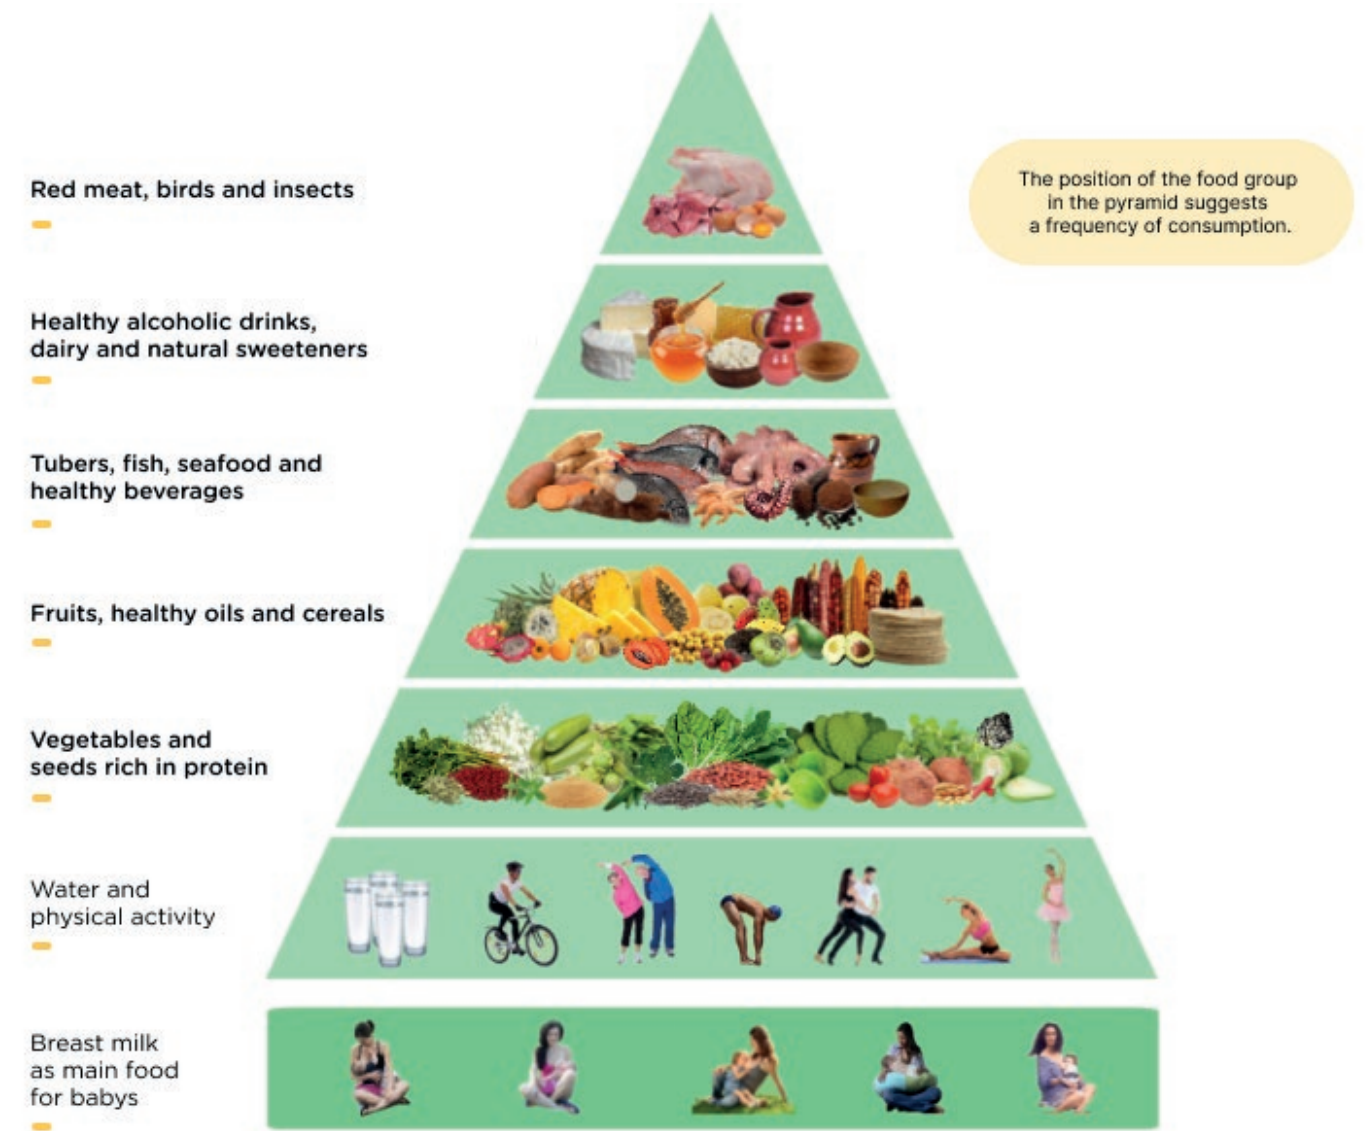 Red meat, birds and insects
The position of the food group
in the pyramid suggests
a frequency of consumption.
Healthy alcoholic drinks,
dairy and natural sweeteners
Tubers, fish, seafood and
healthy beverages
Fruits, healthy oils and cereals
Vegetables and
seeds rich in protein
Water and
physical activity
Breast milk
as main food
for babys